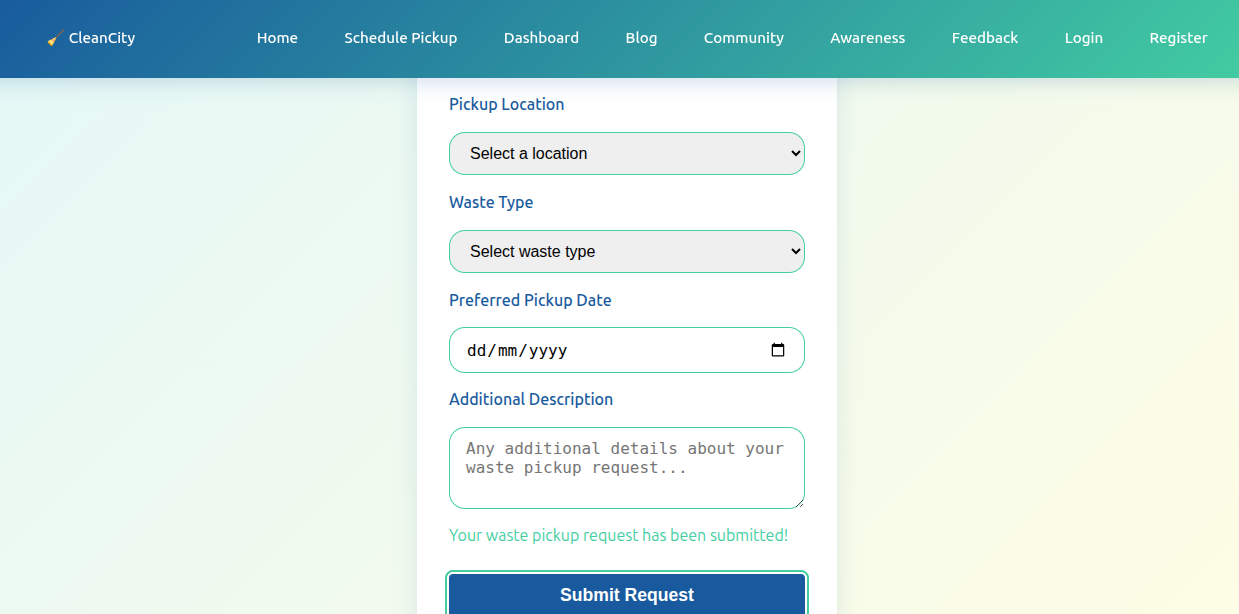 🧹 CleanCity Home Schedule Pickup Dashboard Blog Community Awareness Feedback Login Register
Pickup Location
Select a location
Waste Type
Select waste type
Preferred Pickup Date
dd/mm/yyyy
Additional Description
Any additional details about your
waste pickup request...
Your waste pickup request has been submitted!
Submit Request